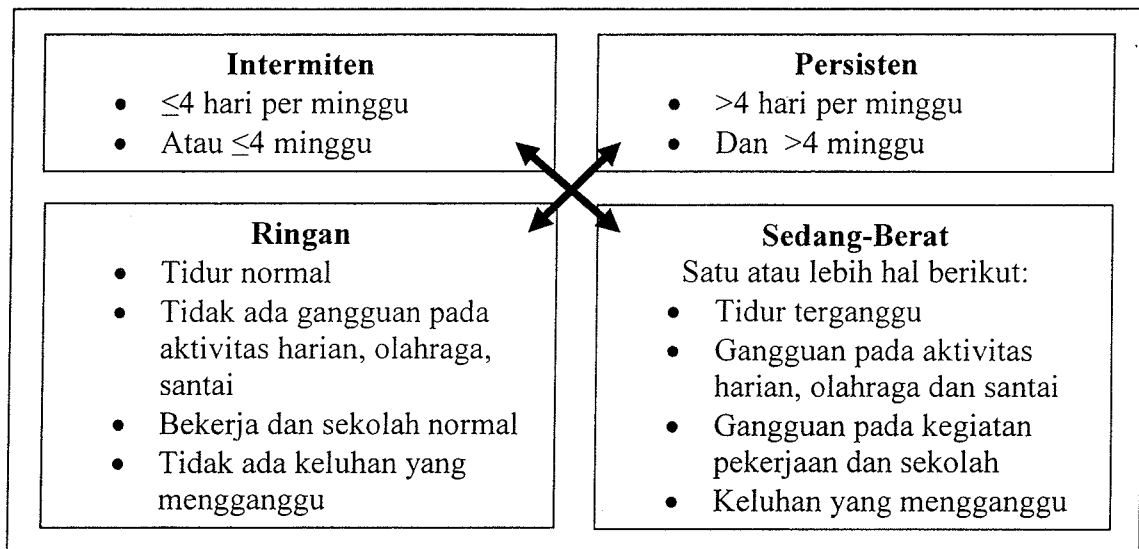 Intermiten
• ≤4 hari per minggu
• Atau ≤4 minggu
Persisten
• >4 hari per minggu
• Dan >4 minggu
Ringan
• Tidur normal
• Tidak ada gangguan pada
aktivitas harian, olahraga,
santai
• Bekerja dan sekolah normal
• Tidak ada keluhan yang
mengganggu
Sedang-Berat
Satu atau lebih hal berikut:
• Tidur terganggu
• Gangguan pada aktivitas
harian, olahraga dan santai
• Gangguan pada kegiatan
pekerjaan dan sekolah
• Keluhan yang mengganggu